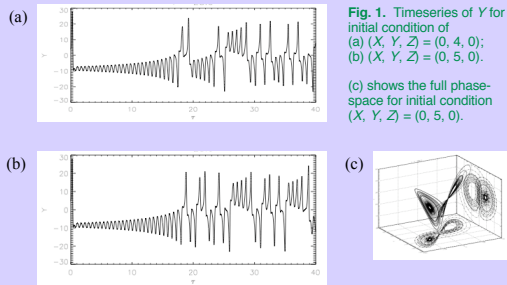 (a)
30
20
10
0
−10
−20
−30
Y
0
10
20
30
40
τ
Fig. 1. Timeseries of Y for
initial condition of
(a) (X, Y, Z) = (0, 4, 0);
(b) (X, Y, Z) = (0, 5, 0).
(c) shows the full phase-
space for initial condition
(X, Y, Z) = (0, 5, 0).
(b)
30
20
10
0
−10
−20
−30
Y
0
10
20
30
40
τ
(c)